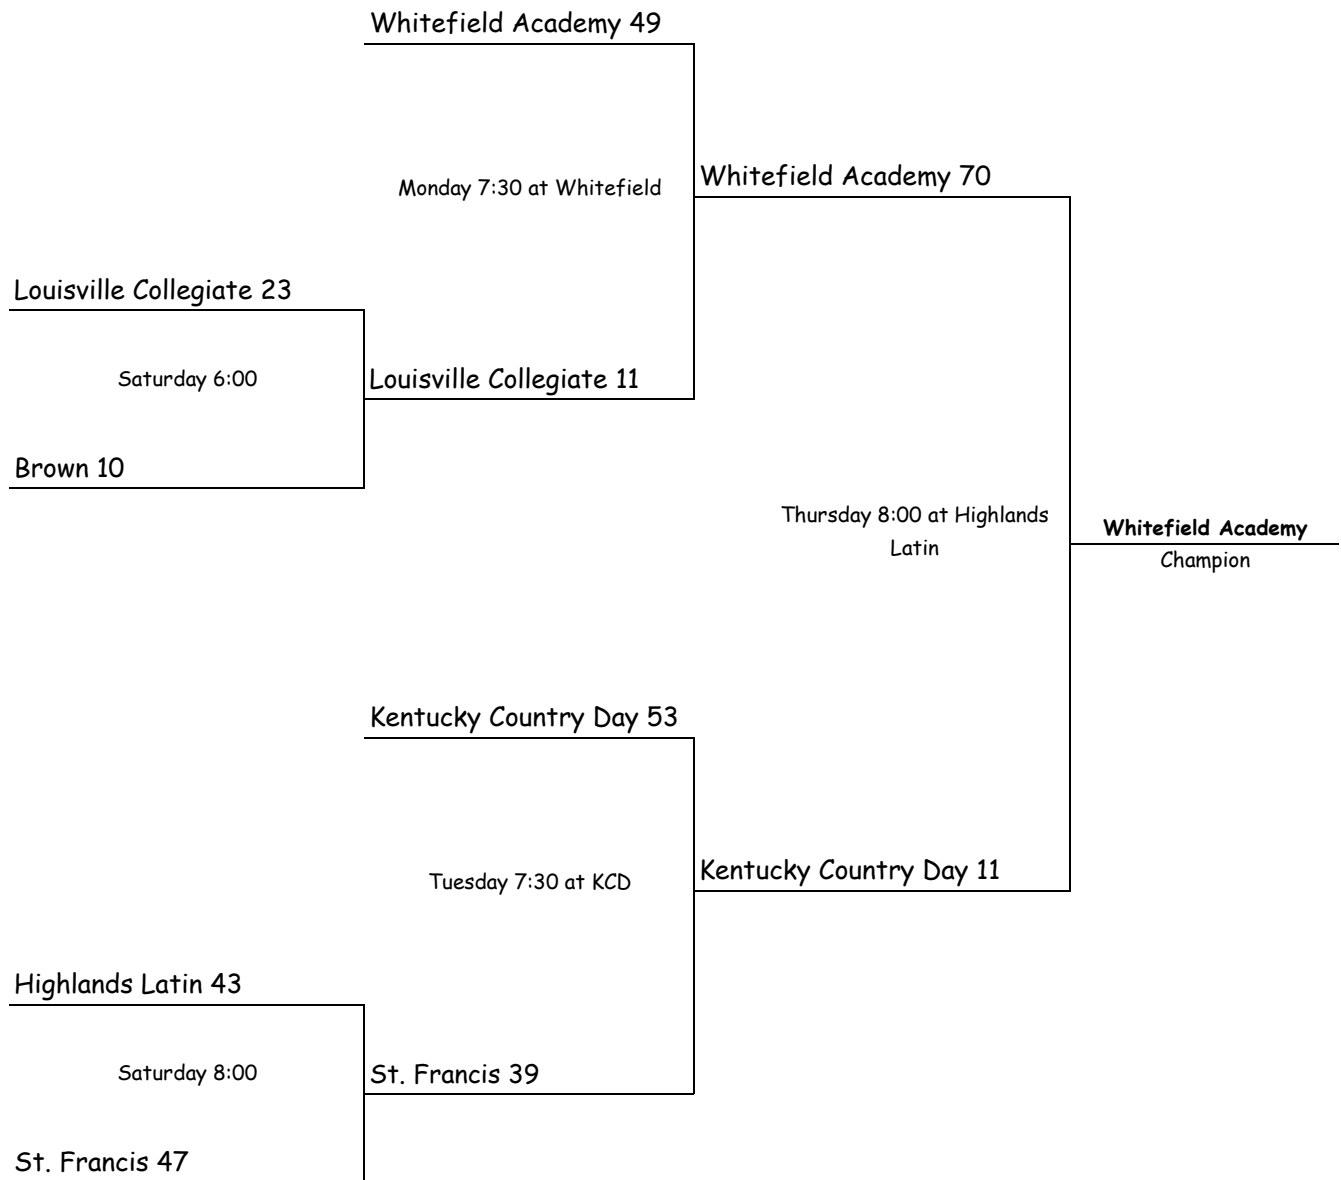 Whitefield Academy 49
Monday 7:30 at Whitefield
Whitefield Academy 70
Louisville Collegiate 23
Saturday 6:00
Louisville Collegiate 11
Brown 10
Thursday 8:00 at Highlands
Latin
Whitefield Academy
Champion
Kentucky Country Day 53
Tuesday 7:30 at KCD
Kentucky Country Day 11
Highlands Latin 43
Saturday 8:00
St. Francis 39
St. Francis 47